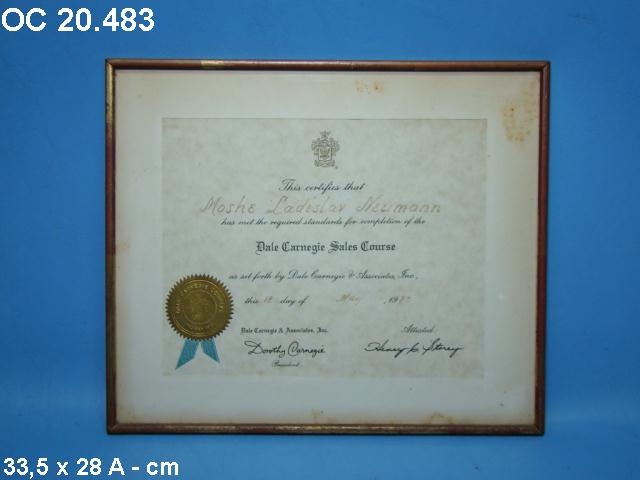 OC 20.483
This certifies that
Moshe Ladislav Neumann
has met the required standards for completion of the
Dale Carnegie Sales Course
as set forth by Dale Carnegie & Associates, Inc.,
this 18 day of May, 19
Dale Carnegie & Associates, Inc. Attested:
Dorothy Carnegie
President
33,5 x 28 A - cm